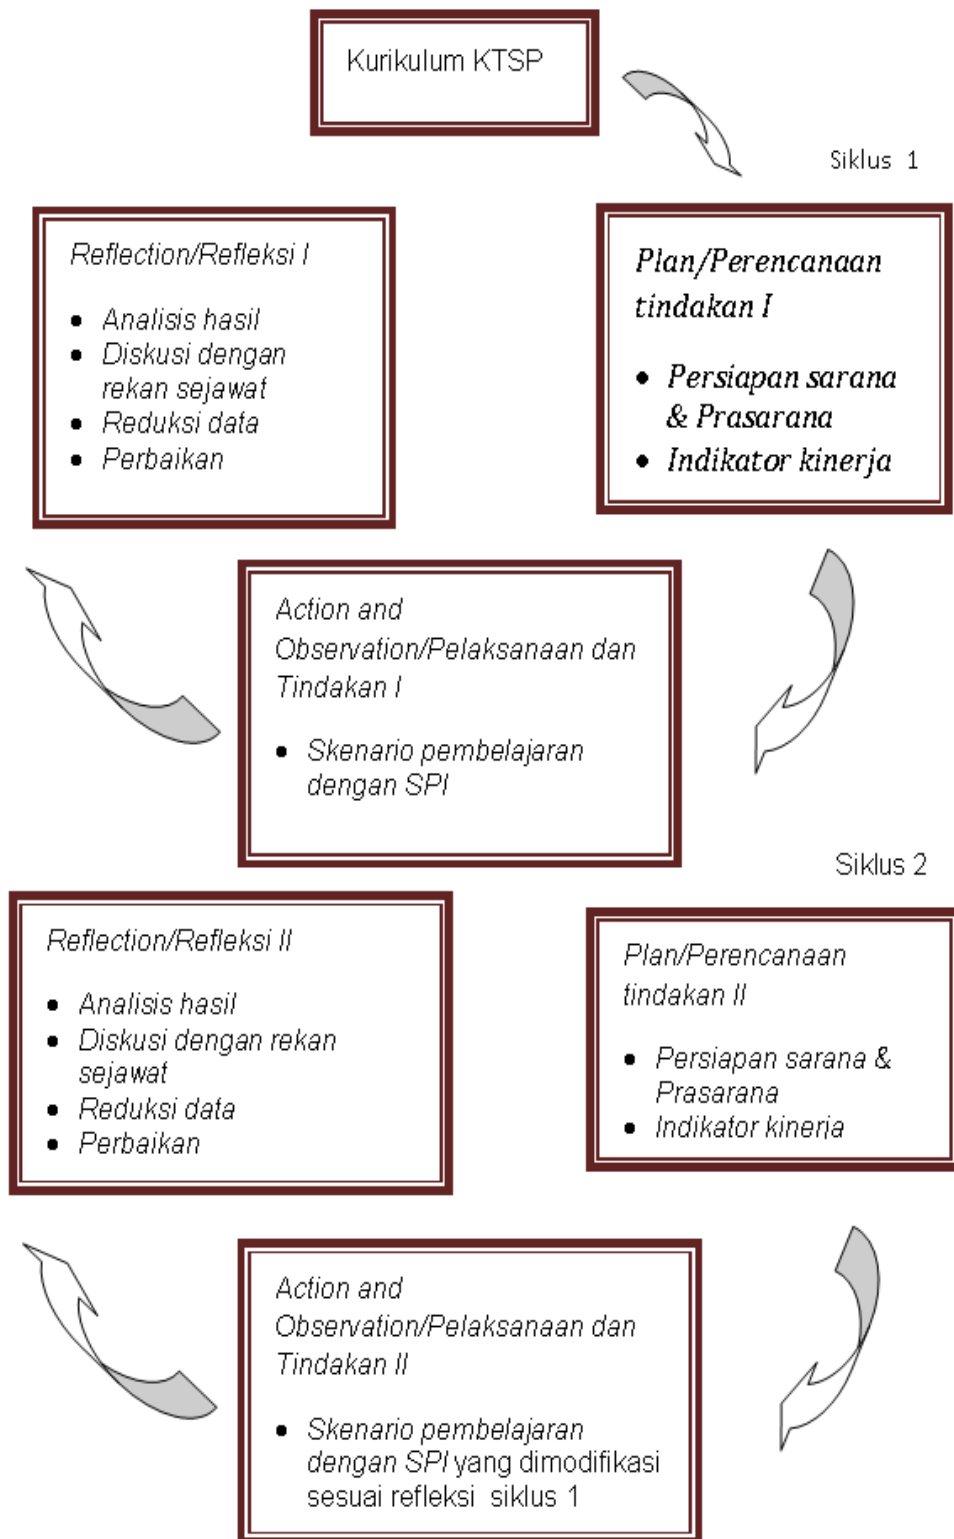 Kurikulum KTSP
Siklus 1
Reflection/Refleksi I
• Analisis hasil
• Diskusi dengan
rekan sejawat
• Reduksi data
• Perbaikan
Plan/Perencanaan
tindakan I
• Persiapan sarana
& Prasarana
• Indikator kinerja
Action and
Observation/Pelaksanaan dan
Tindakan I
• Skenario pembelajaran
dengan SPI
Siklus 2
Reflection/Refleksi II
• Analisis hasil
• Diskusi dengan rekan
sejawat
• Reduksi data
• Perbaikan
Plan/Perencanaan
tindakan II
• Persiapan sarana &
Prasarana
• Indikator kinerja
Action and
Observation/Pelaksanaan dan
Tindakan II
• Skenario pembelajaran
dengan SPI yang dimodifikasi
sesuai refleksi siklus 1